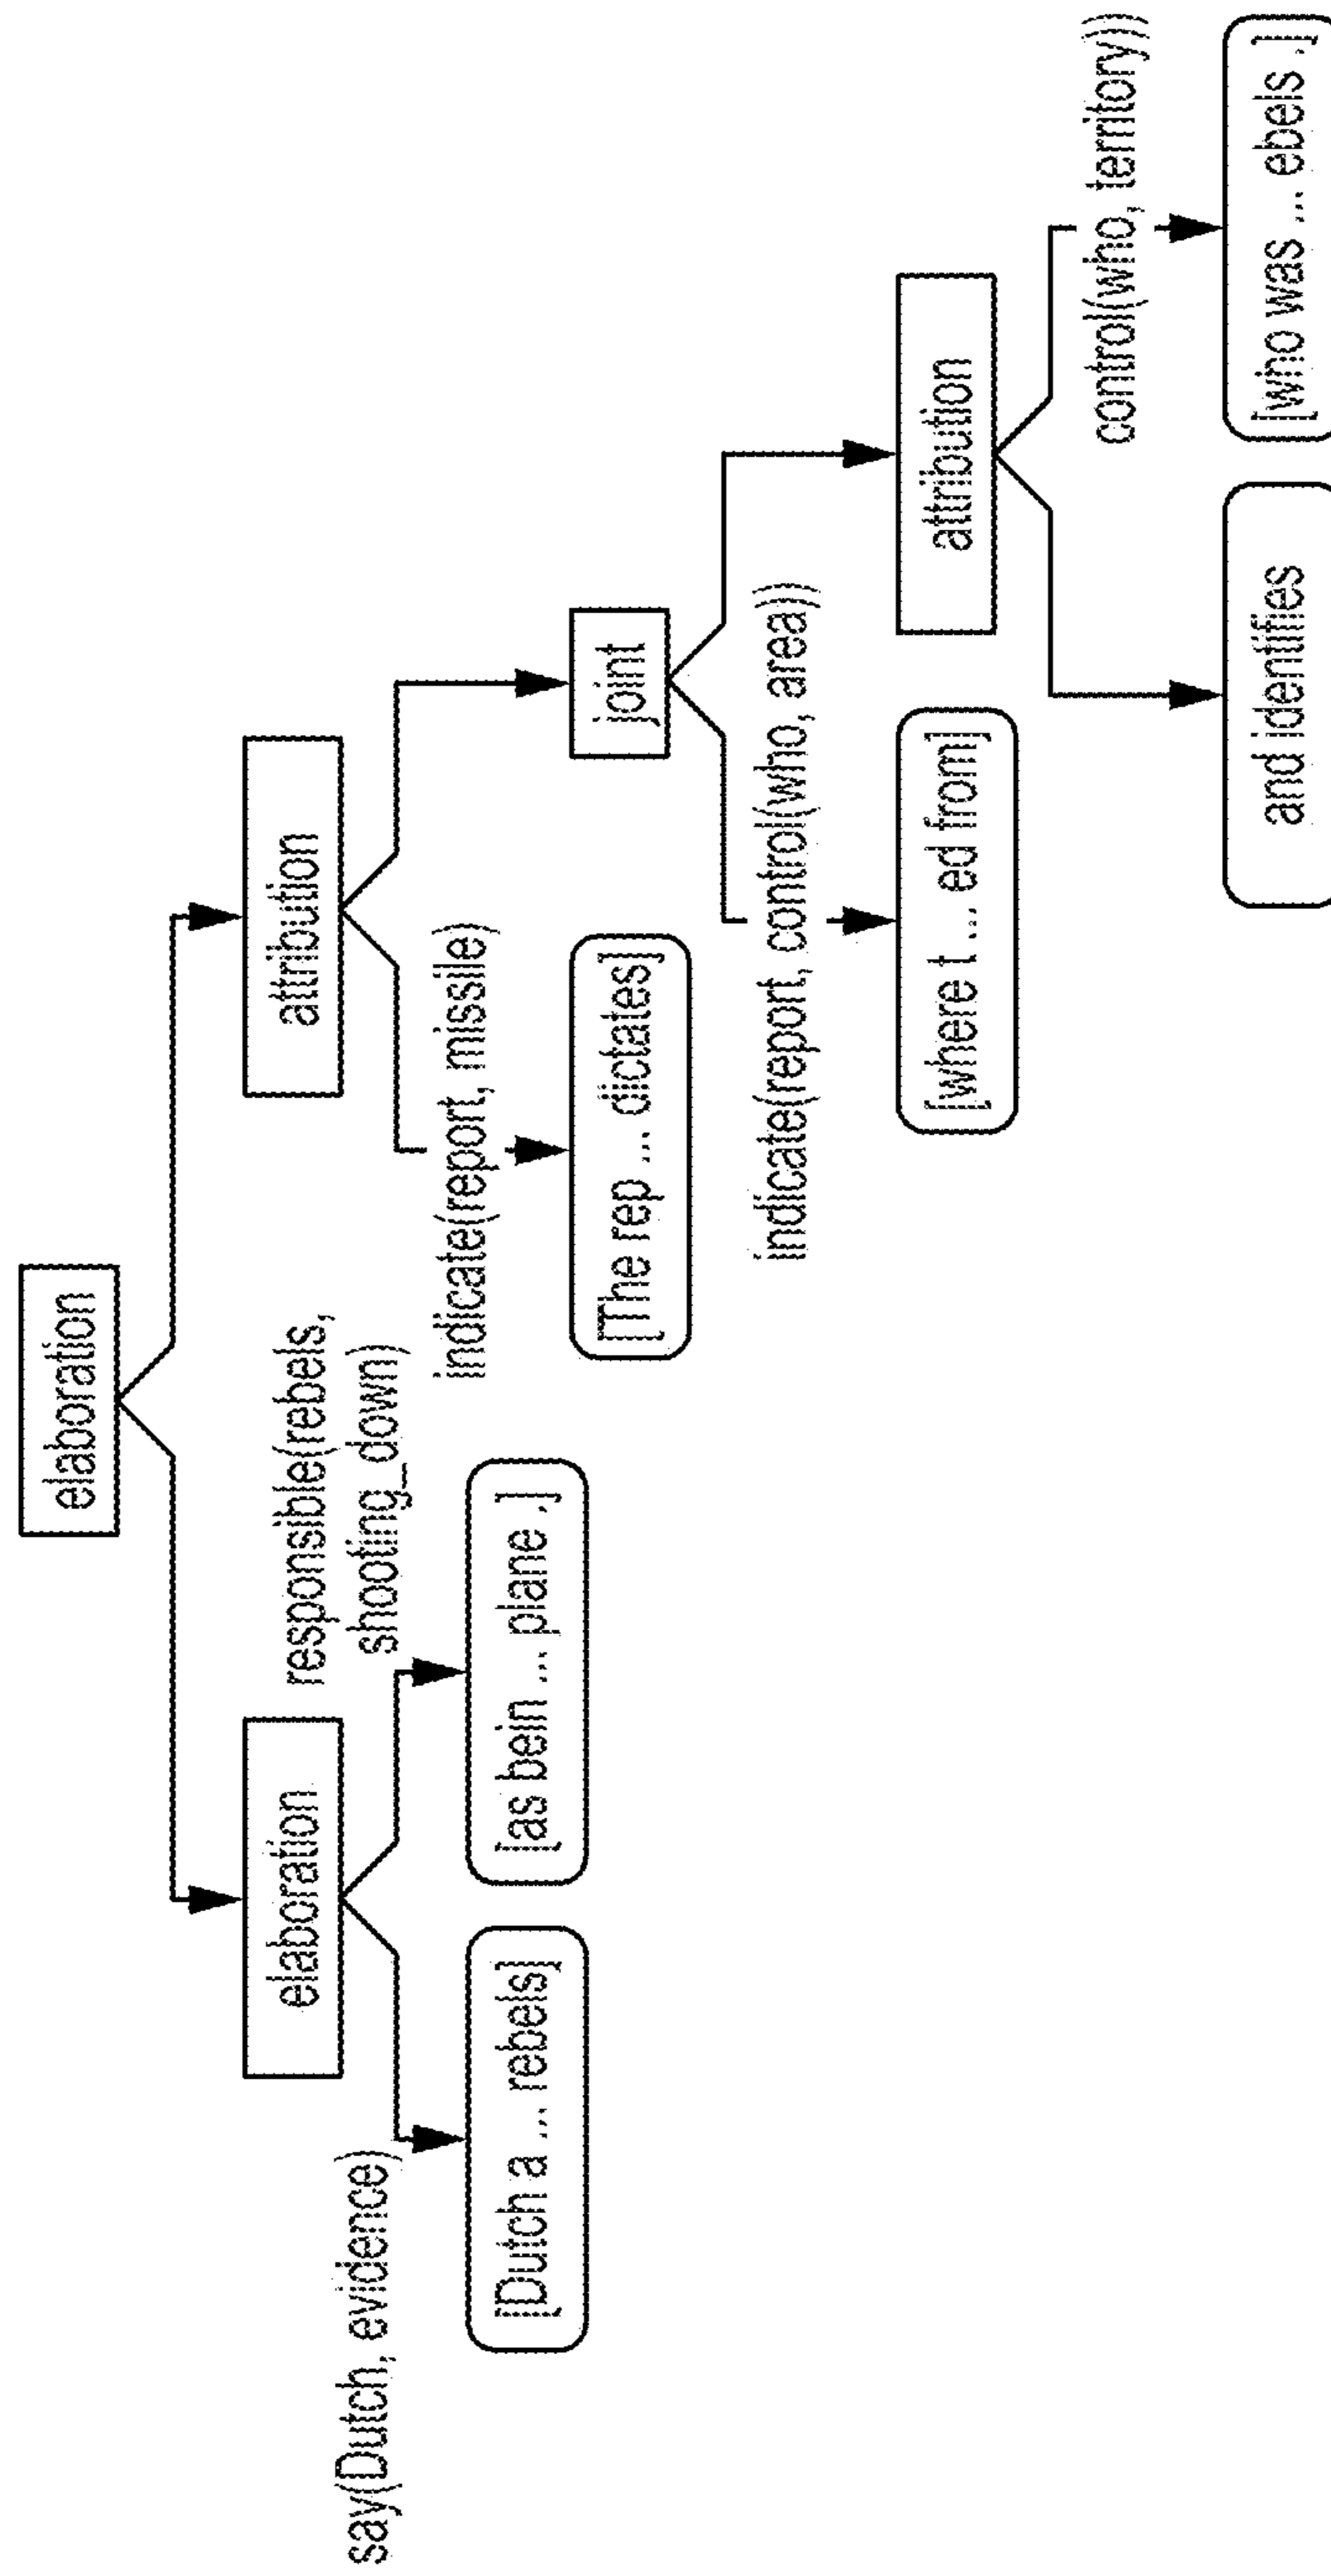 elaboration
elaboration
attribution
say(Dutch, evidence)
responsible(rebels,
shooting_down)
indicate(report, missile)
[Dutch a ... rebels]
[as bein ... plane ,]
[The rep ... dictates]
joint
indicate(report, control(who, area))
[where t ... ed from]
attribution
control(who, territory))
and identifies
[who was ... ebels ,]